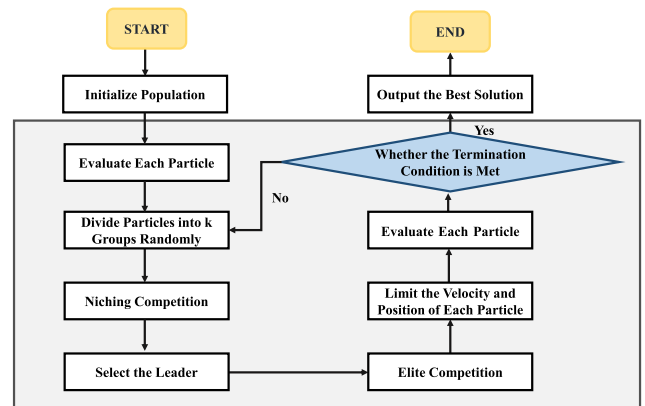 START
Initialize Population
Evaluate Each Particle
Divide Particles into k
Groups Randomly
Niching Competition
Select the Leader
Elite Competition
Limit the Velocity and
Position of Each Particle
Evaluate Each Particle
Whether the Termination
Condition is Met
No
Yes
Output the Best Solution
END